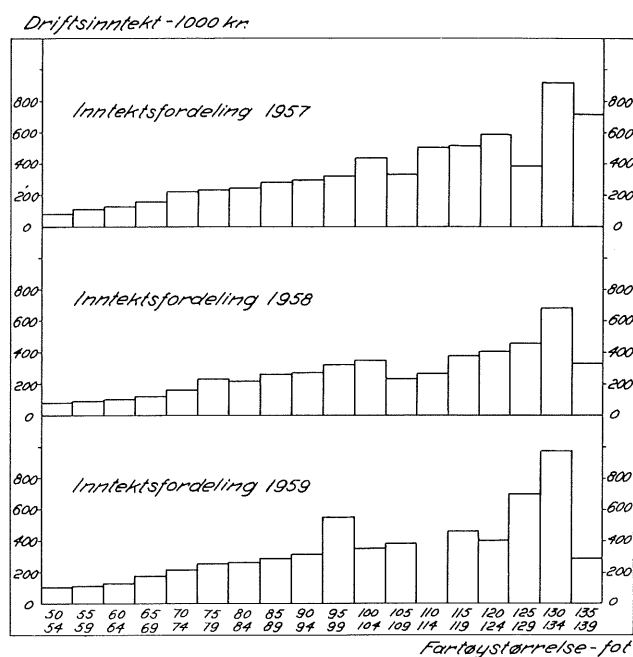 Driftsinntekt - 1000 kr.
Inntektsfordeling 1957
800 800
600 600
400 400
200 200
0 0
Inntektsfordeling 1958
800 800
600 600
400 400
200 200
0 0
Inntektsfordeling 1959
800 800
600 600
400 400
200 200
0 0
50 55 60 65 70 75 80 85 90 95 100 105 110 115 120 125 130 135
54 59 64 69 74 79 84 89 94 99 104 109 114 119 124 129 134 139
Fartøystørrelse - fot